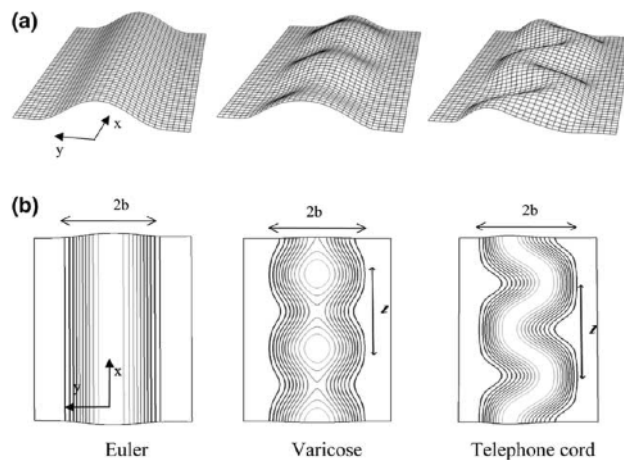 (a)
x
y
(b)
2b 2b 2b
y
x
z
z
Euler Varicose Telephone cord